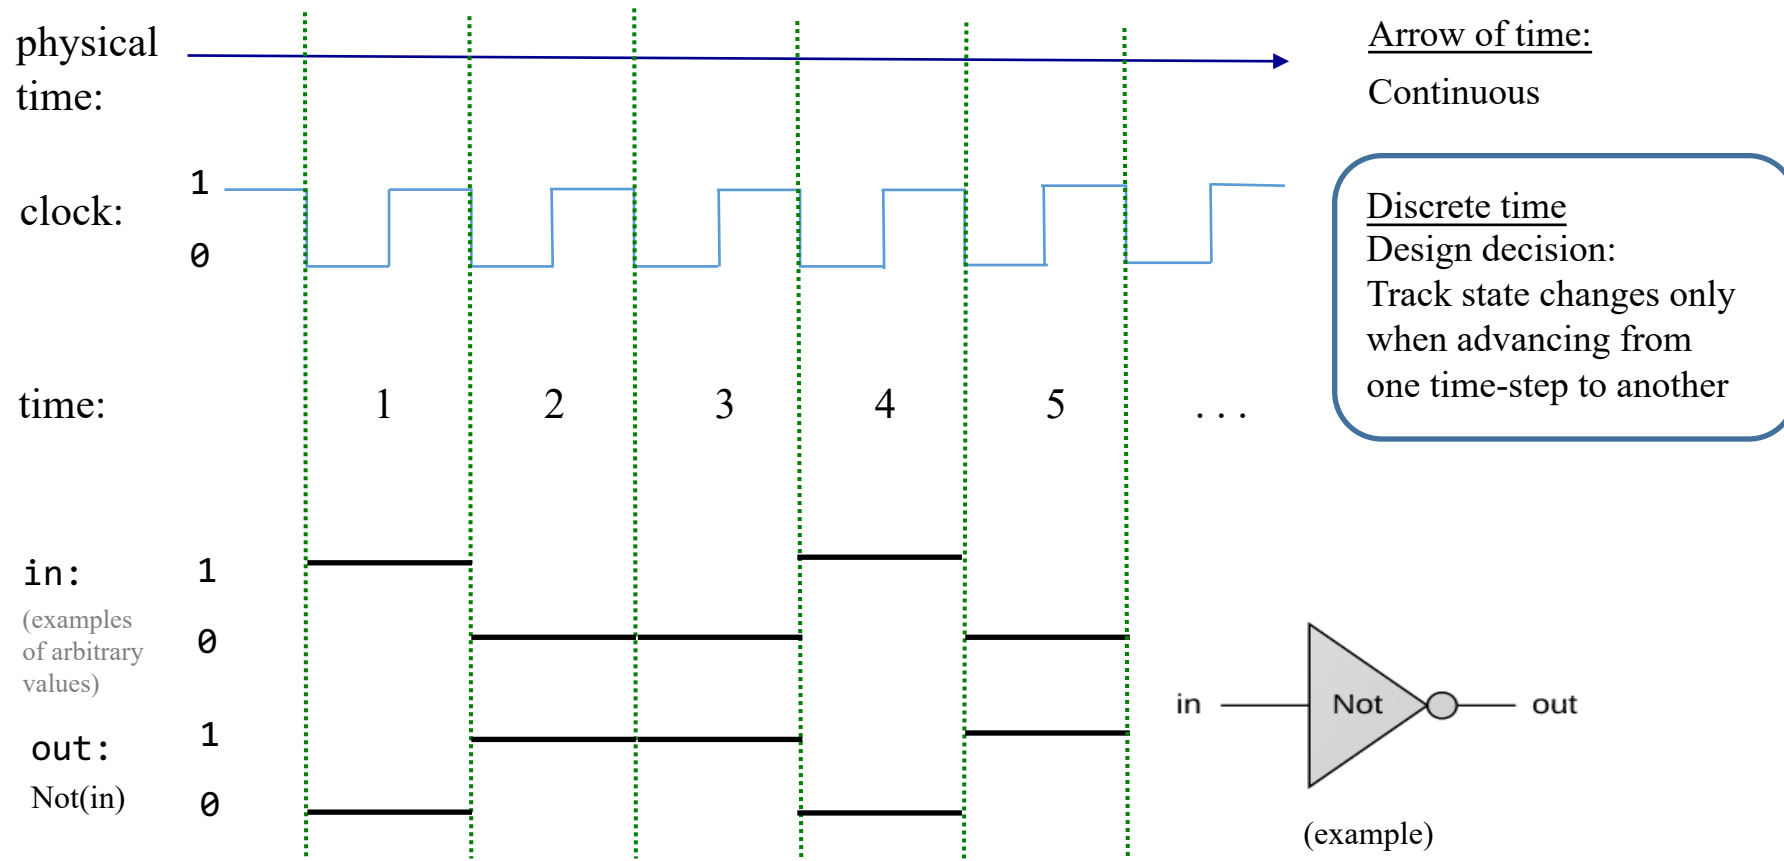 physical
time:
Arrow of time:
Continuous
clock:
1
0
Discrete time
Design decision:
Track state changes only
when advancing from
one time-step to another
time:
1 2 3 4 5 . . .
in:
1
0
(examples
of arbitrary
values)
out:
1
0
Not(in)
in Not out
(example)